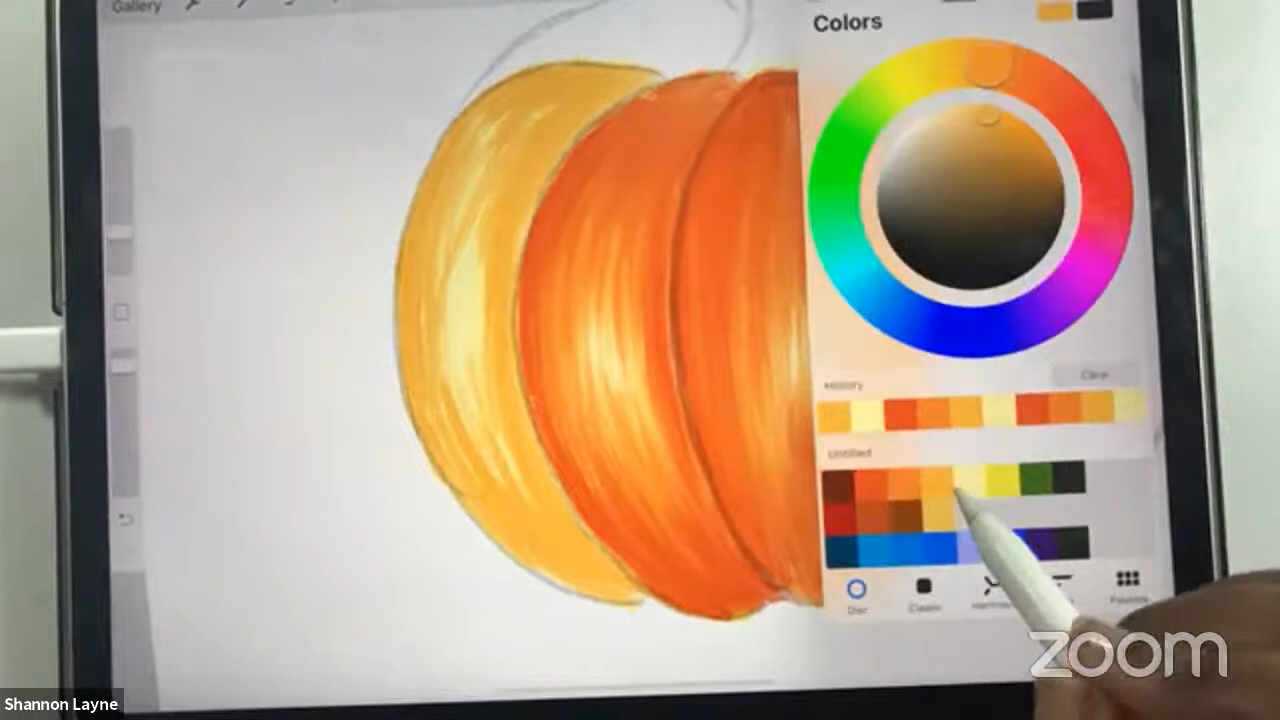 Gallery
Colors
History
Clear
Untitled
Disc
Classic
Palettes
zoom
Shannon Layne